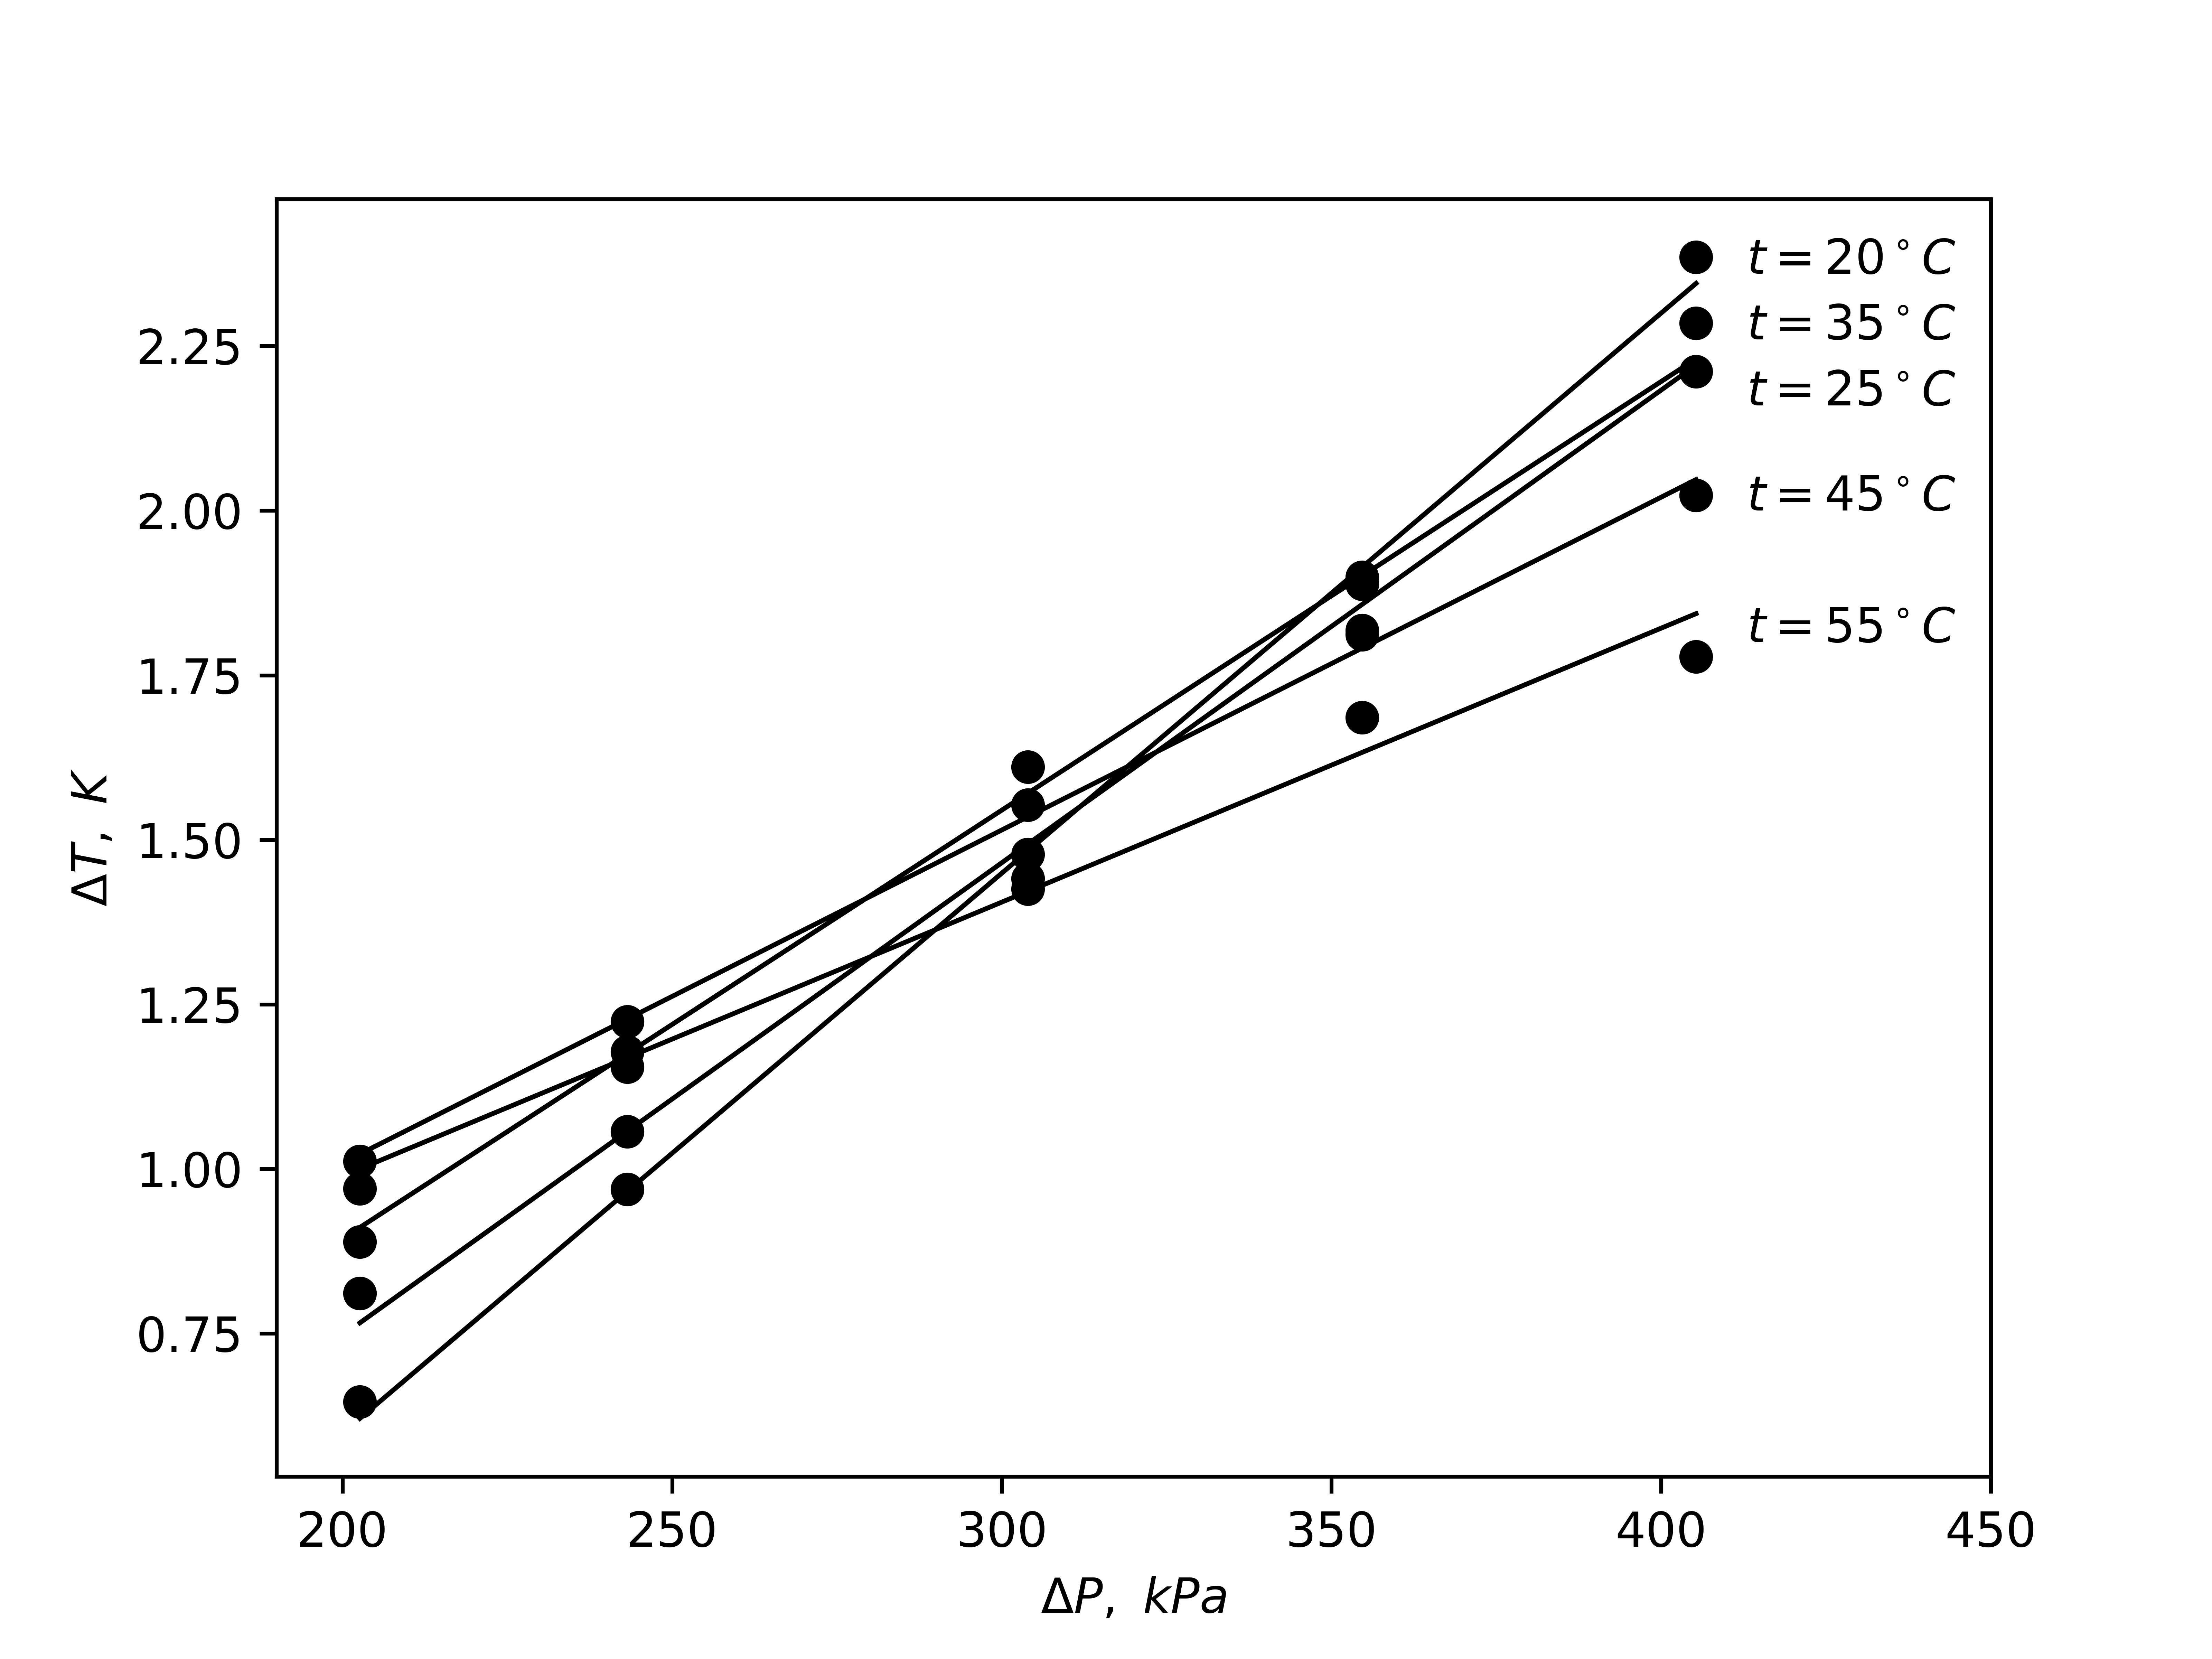 t = 20 °C
t = 35 °C
t = 25 °C
t = 45 °C
t = 55 °C
2.25
2.00
1.75
1.50
1.25
1.00
0.75
ΔT, K
200 250 300 350 400 450
ΔP, kPa